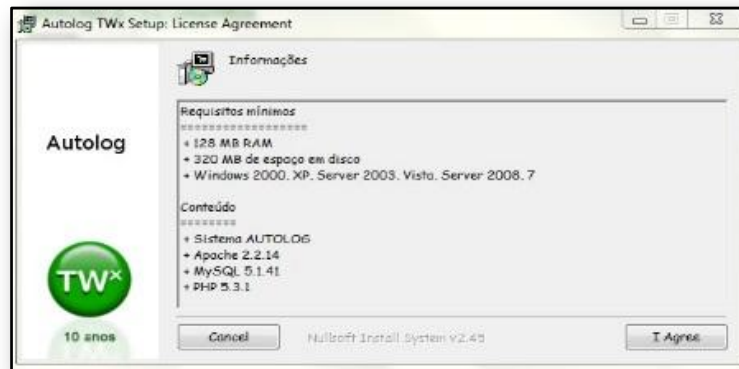 Autolog TWx Setup: License Agreement
Informações
Autolog
Requisitos mínimos
==================
+ 128 MB RAM
+ 320 MB de espaço em disco
+ Windows 2000, XP, Server 2003, Vista, Server 2008, 7
Conteúdo
========
+ Sistema AUTOLOG
+ Apache 2.2.14
+ MySQL 5.1.41
+ PHP 5.3.1
TWx
10 anos
Cancel
Nullsoft Install System v2.45
I Agree